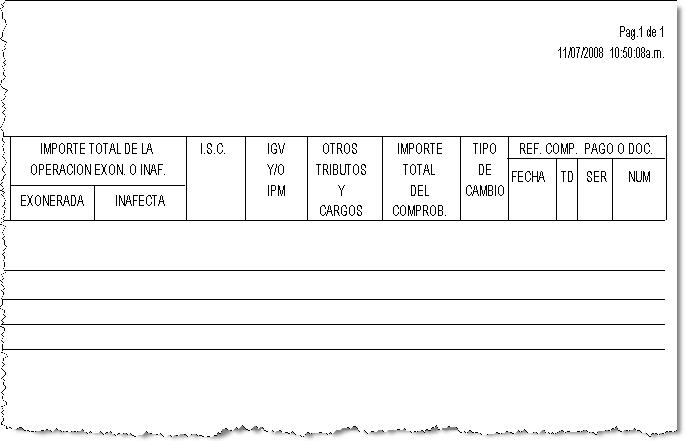 Pag.1 de 1
11/07/2008 10:50:08a.m.
IMPORTE TOTAL DE LA
OPERACION EXON. O INAF.
EXONERADA
INAFECTA
I.S.C.
IGV
Y/O
IPM
OTROS
TRIBUTOS
Y
CARGOS
IMPORTE
TOTAL
DEL
COMPROB.
TIPO
DE
CAMBIO
REF. COMP. PAGO O DOC.
FECHA
TD
SER
NUM